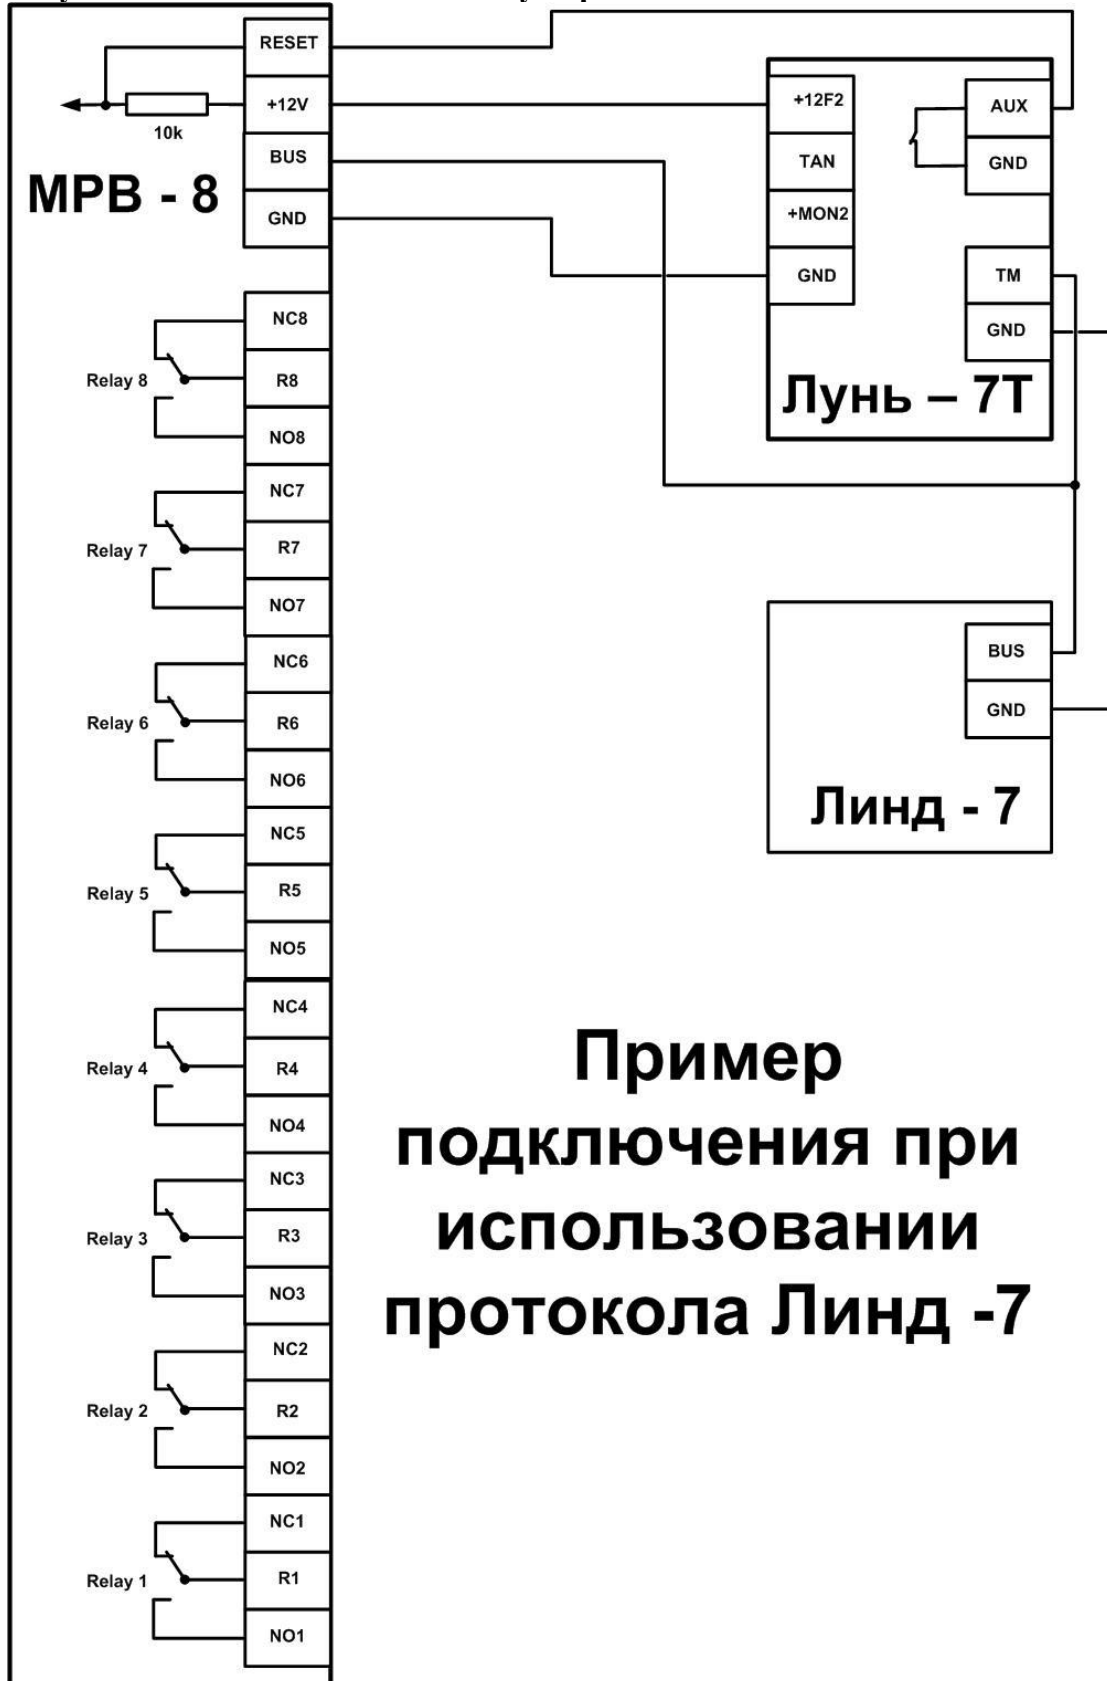 RESET
+12V
10k
BUS
МРВ - 8
GND
NC8
Relay 8
R8
NO8
NC7
Relay 7
R7
NO7
NC6
Relay 6
R6
NO6
NC5
Relay 5
R5
NO5
NC4
Relay 4
R4
NO4
NC3
Relay 3
R3
NO3
NC2
Relay 2
R2
NO2
NC1
Relay 1
R1
NO1
+12F2
TAN
+MON2
GND
AUX
GND
TM
GND
Лунь – 7Т
BUS
GND
Линд - 7
Пример
подключения при
использовании
протокола Линд -7